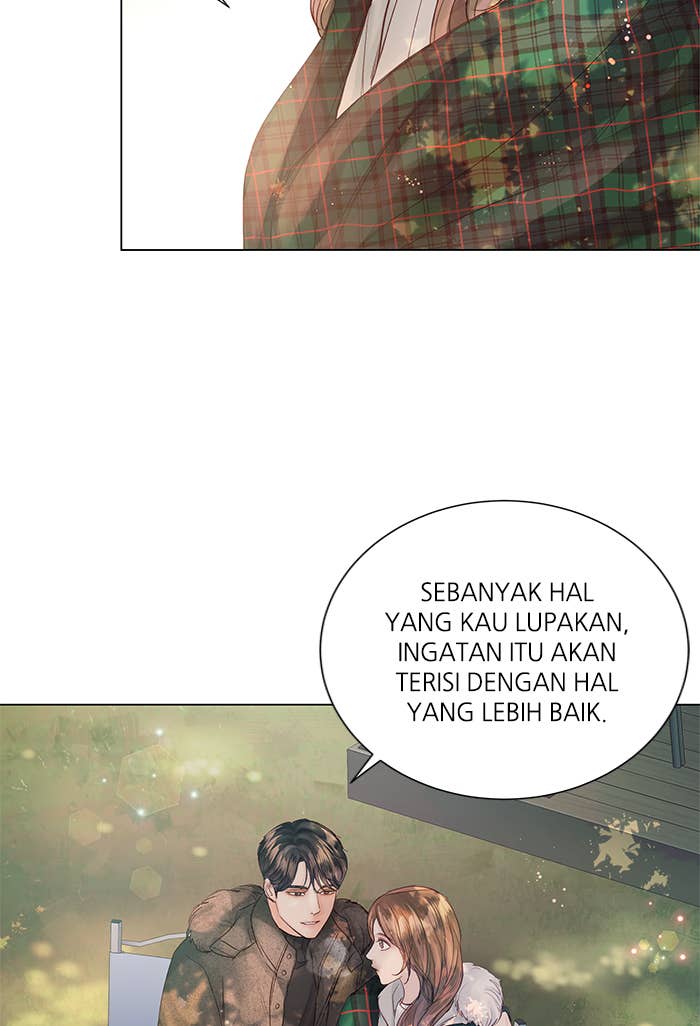 SEBANYAK HAL
YANG KAU LUPAKAN,
INGATAN ITU AKAN
TERISI DENGAN HAL
YANG LEBIH BAIK.